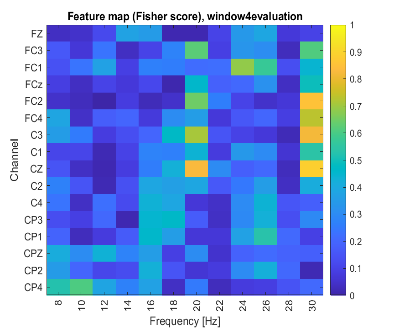 Feature map (Fisher score), window4evaluation
Channel
FZ
FC3
FC1
FCz
FC2
FC4
C3
C1
CZ
C2
C4
CP3
CP1
CPZ
CP2
CP4
8 10 12 14 16 18 20 22 24 26 28 30
Frequency [Hz]
1
0.9
0.8
0.7
0.6
0.5
0.4
0.3
0.2
0.1
0